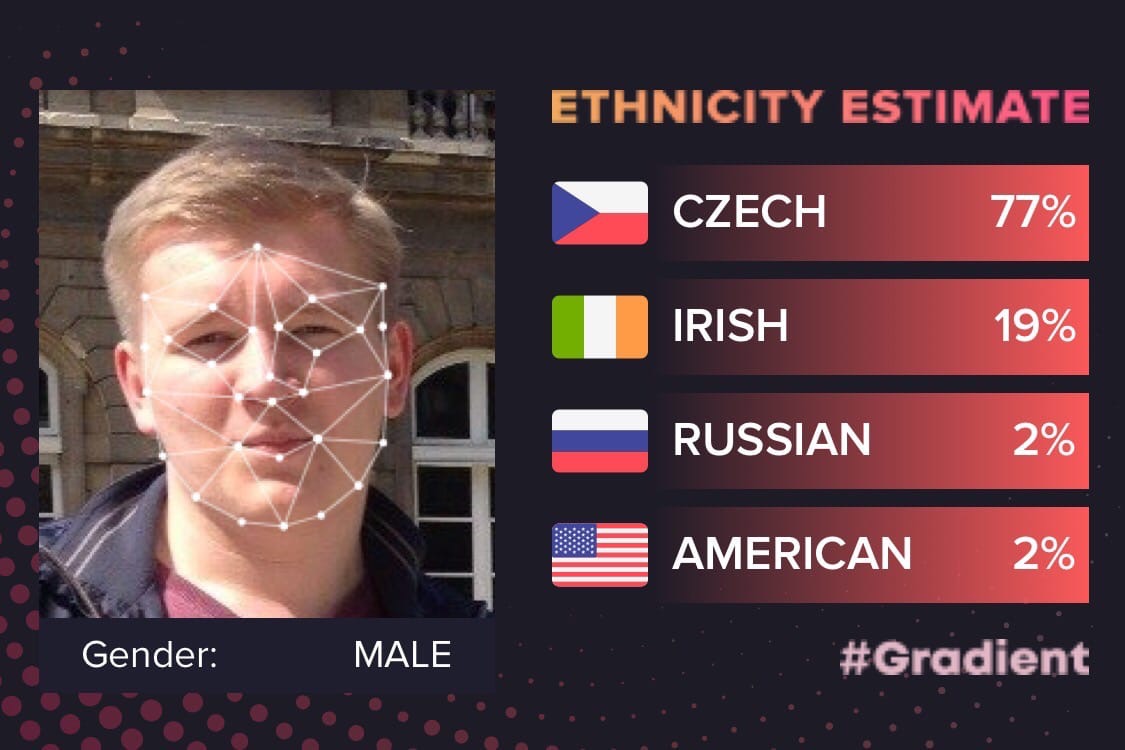 ETHNICITY ESTIMATE
CZECH 77%
IRISH 19%
RUSSIAN 2%
AMERICAN 2%
Gender: MALE
#Gradient